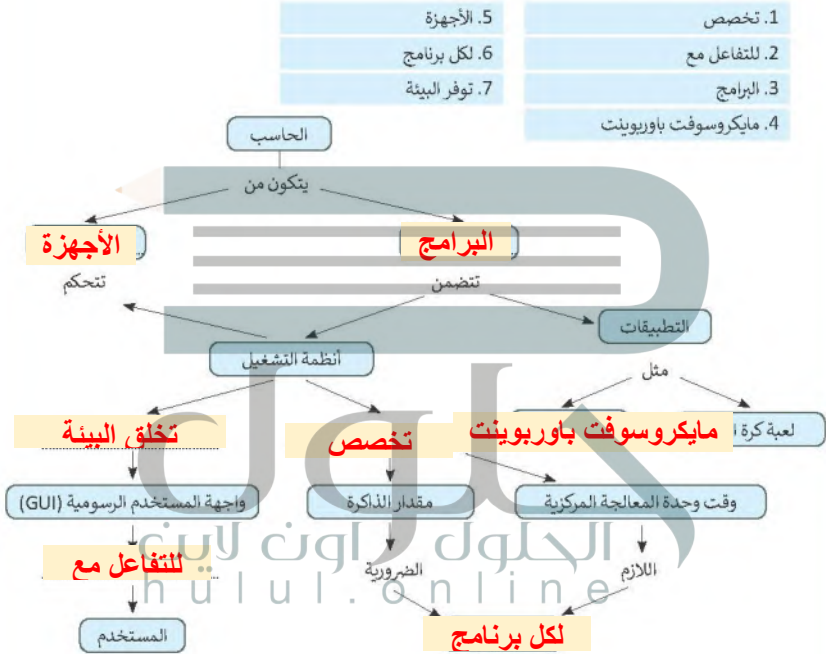 1. تخصص
2. للتفاعل مع
3. البرامج
4. مايكروسوفت باوربوينت
5. الأجهزة
6. لكل برنامج
7. توفر البيئة
الحاسب
يتكون من
البرامج
الأجهزة
تتضمن
تتحكم
التطبيقات
أنظمة التشغيل
مثل
لعبة كرة
مايكروسوفت باوربوينت
تخصص
تخلق البيئة
وقت وحدة المعالجة المركزية
مقدار الذاكرة
واجهة المستخدم الرسومية (GUI)
حلول
الحلول اون لاين
للتفاعل مع
اللازم
الضرورية
hulul.online
لكل برنامج
المستخدم